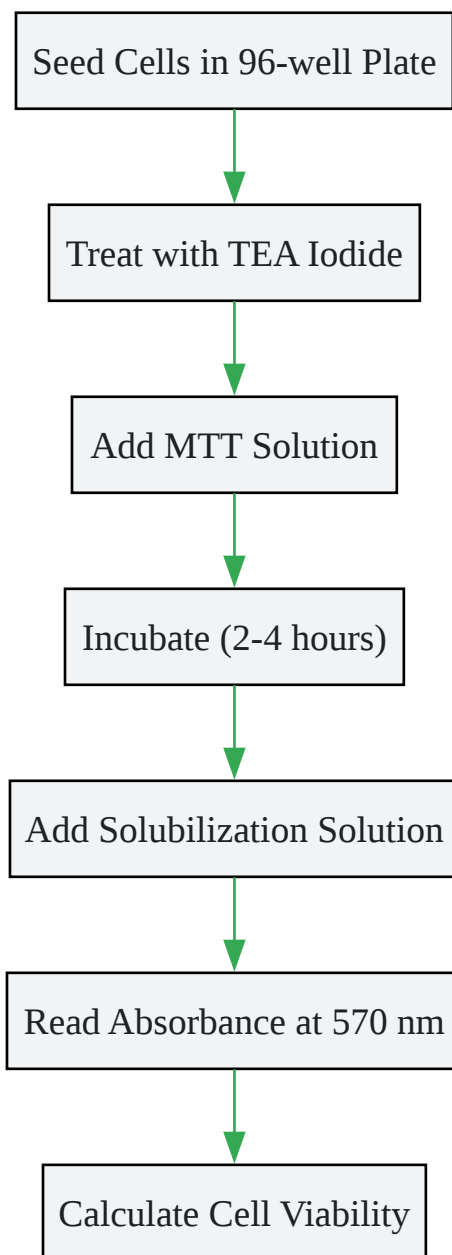 Seed Cells in 96-well Plate
Treat with TEA Iodide
Add MTT Solution
Incubate (2-4 hours)
Add Solubilization Solution
Read Absorbance at 570 nm
Calculate Cell Viability